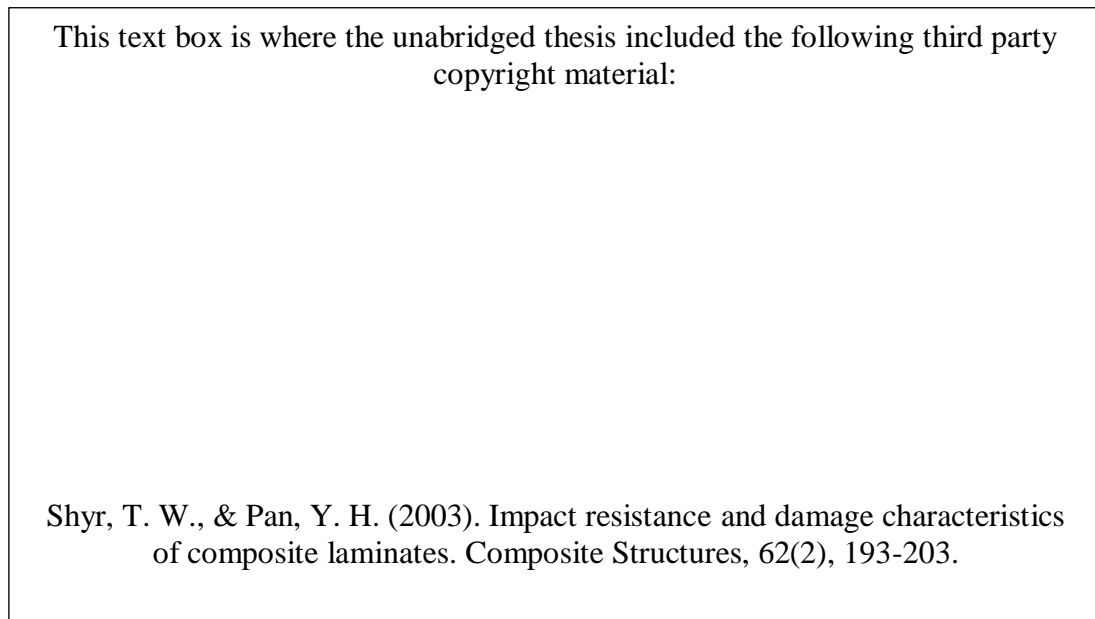 This text box is where the unabridged thesis included the following third party
copyright material:
Shyr, T. W., & Pan, Y. H. (2003). Impact resistance and damage characteristics
of composite laminates. Composite Structures, 62(2), 193-203.